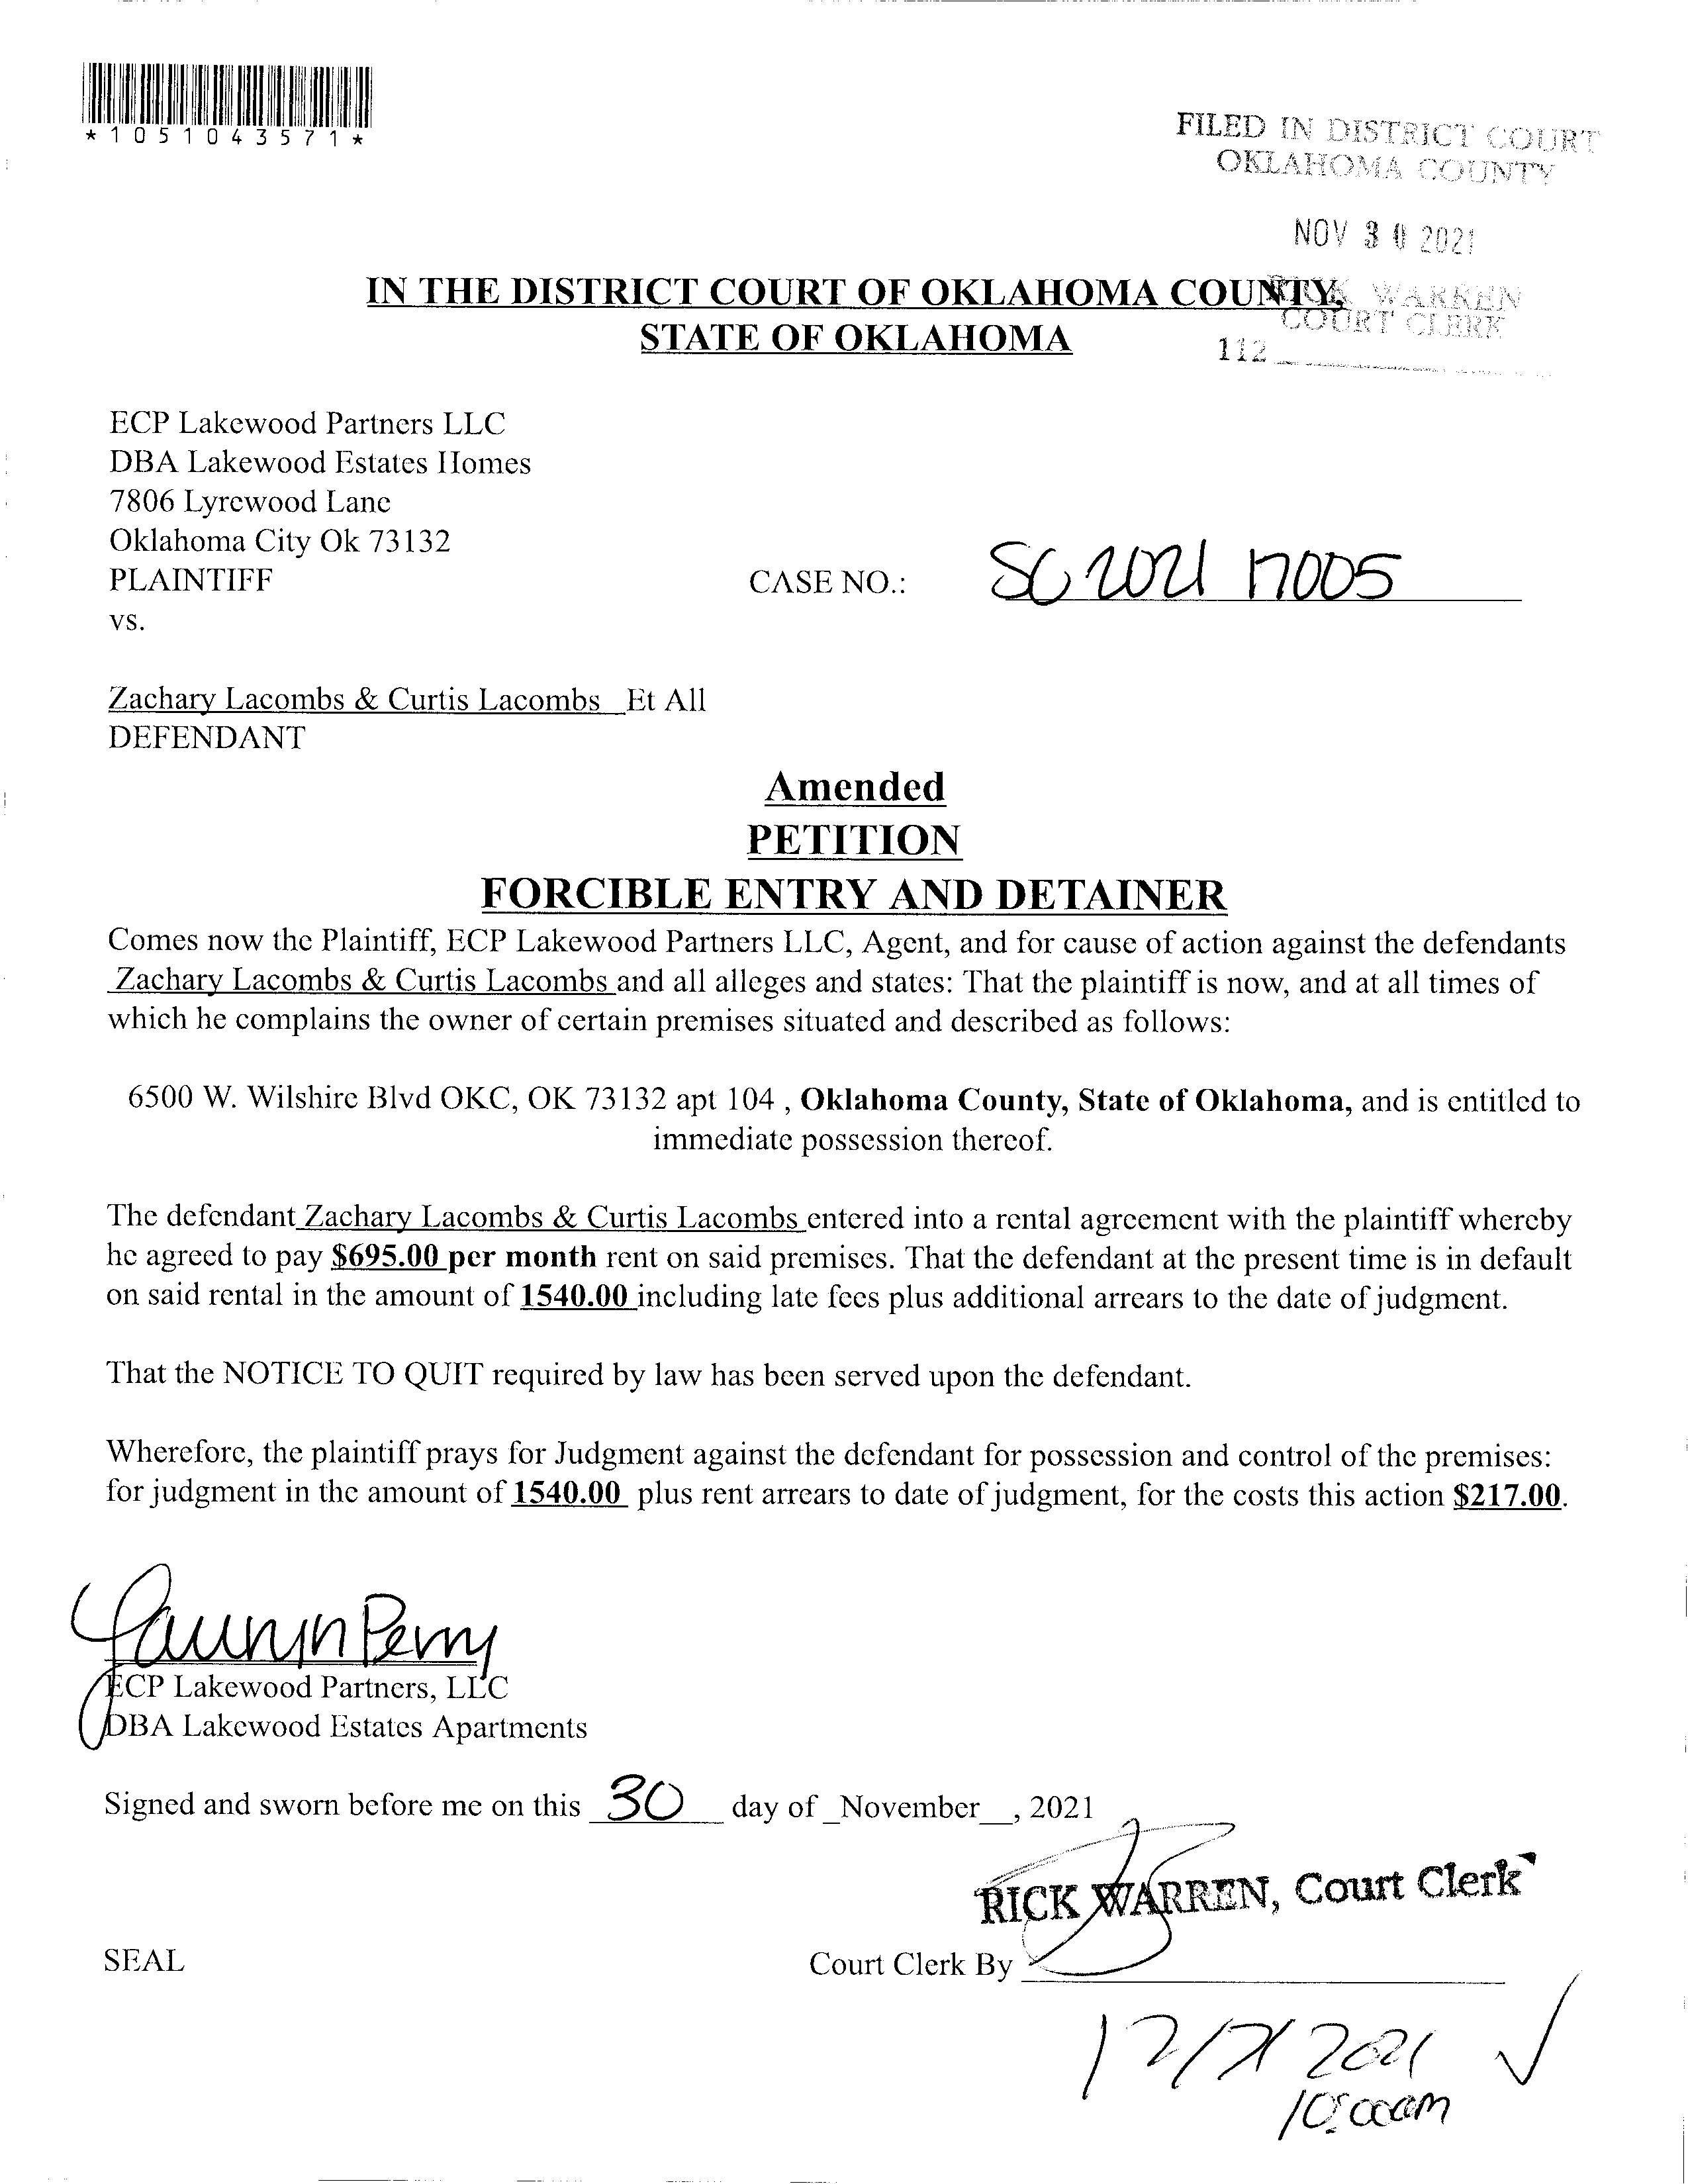 *1051043571*
FILED IN DISTRICT COURT
OKLAHOMA COUNTY
NOV 30 2021
RICK WARREN
COURT CLERK
112
IN THE DISTRICT COURT OF OKLAHOMA COUNTY,
STATE OF OKLAHOMA
ECP Lakewood Partners LLC
DBA Lakewood Estates Homes
7806 Lyrewood Lane
Oklahoma City Ok 73132
PLAINTIFF
CASE NO.: SC 2021 17005
vs.
Zachary Lacombs & Curtis Lacombs Et All
DEFENDANT
Amended
PETITION
FORCIBLE ENTRY AND DETAINER
Comes now the Plaintiff, ECP Lakewood Partners LLC, Agent, and for cause of action against the defendants
Zachary Lacombs & Curtis Lacombs and all alleges and states: That the plaintiff is now, and at all times of
which he complains the owner of certain premises situated and described as follows:
6500 W. Wilshire Blvd OKC, OK 73132 apt 104 , Oklahoma County, State of Oklahoma, and is entitled to
immediate possession thereof.
The defendant Zachary Lacombs & Curtis Lacombs entered into a rental agreement with the plaintiff whereby
he agreed to pay $695.00 per month rent on said premises. That the defendant at the present time is in default
on said rental in the amount of 1540.00 including late fees plus additional arrears to the date of judgment.
That the NOTICE TO QUIT required by law has been served upon the defendant.
Wherefore, the plaintiff prays for Judgment against the defendant for possession and control of the premises:
for judgment in the amount of 1540.00 plus rent arrears to date of judgment, for the costs this action $217.00.
Perry
ECP Lakewood Partners, LLC
DBA Lakewood Estates Apartments
Signed and sworn before me on this 30 day of _November__, 2021
RICK WARREN, Court Clerk
SEAL
Court Clerk By
2021
10:00am